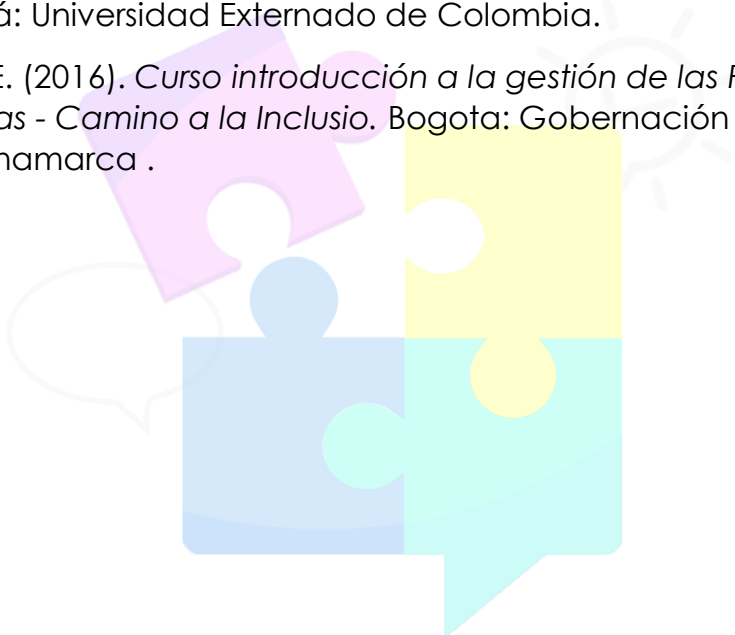 á: Universidad Externado de Colombia.
E. (2016). Curso introducción a la gestión de las
as - Camino a la Inclusio. Bogota: Gobernación
namarca .